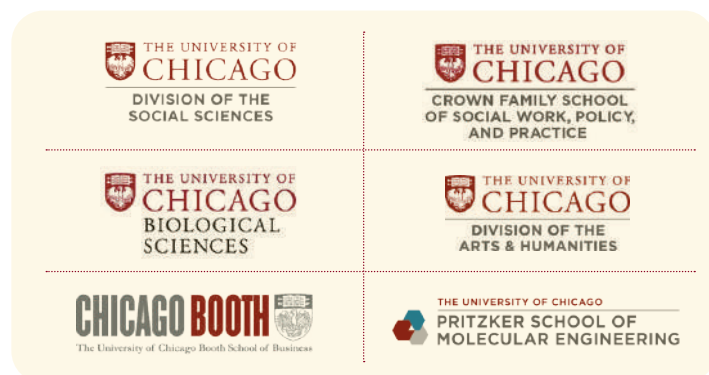 THE UNIVERSITY OF
CHICAGO
DIVISION OF THE
SOCIAL SCIENCES
THE UNIVERSITY OF
CHICAGO
CROWN FAMILY SCHOOL
OF SOCIAL WORK, POLICY,
AND PRACTICE
THE UNIVERSITY OF
CHICAGO
BIOLOGICAL
SCIENCES
THE UNIVERSITY OF
CHICAGO
DIVISION OF THE
ARTS & HUMANITIES
CHICAGO BOOTH
The University of Chicago Booth School of Business
THE UNIVERSITY OF CHICAGO
PRITZKER SCHOOL OF
MOLECULAR ENGINEERING